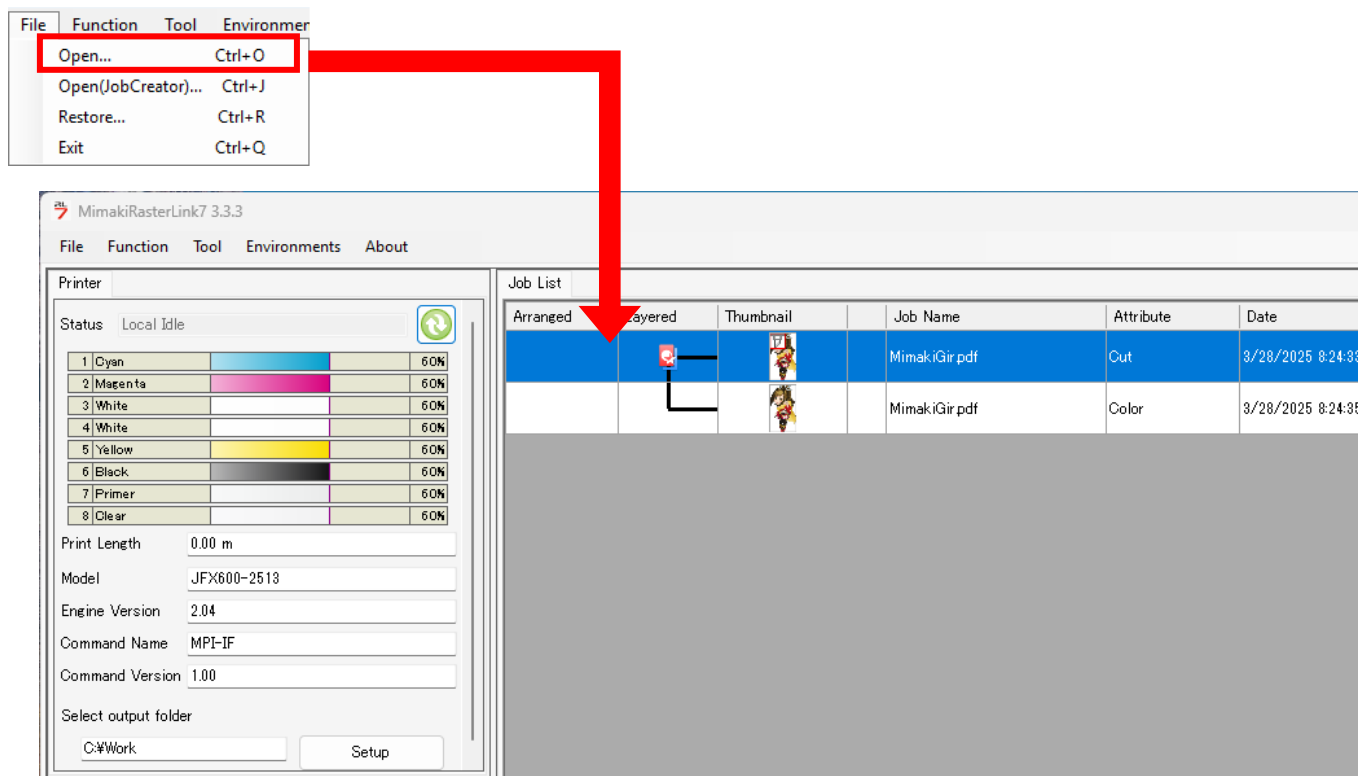 File Function Tool Environmen
Open... Ctrl+O
Open(JobCreator)... Ctrl+J
Restore... Ctrl+R
Exit Ctrl+Q
MimakiRasterLink7 3.3.3
File Function Tool Environments About
Printer
Status Local Idle
1 Cyan 60%
2 Magenta 60%
3 White 60%
4 White 60%
5 Yellow 60%
6 Black 60%
7 Primer 60%
8 Clear 60%
Print Length 0.00 m
Model JFX600-2513
Engine Version 2.04
Command Name MPI-IF
Command Version 1.00
Select output folder
C:¥Work Setup
Job List
Arranged ayered Thumbnail Job Name Attribute Date
MimakiGir.pdf Cut 3/28/2025 8:24:33
MimakiGir.pdf Color 3/28/2025 8:24:35